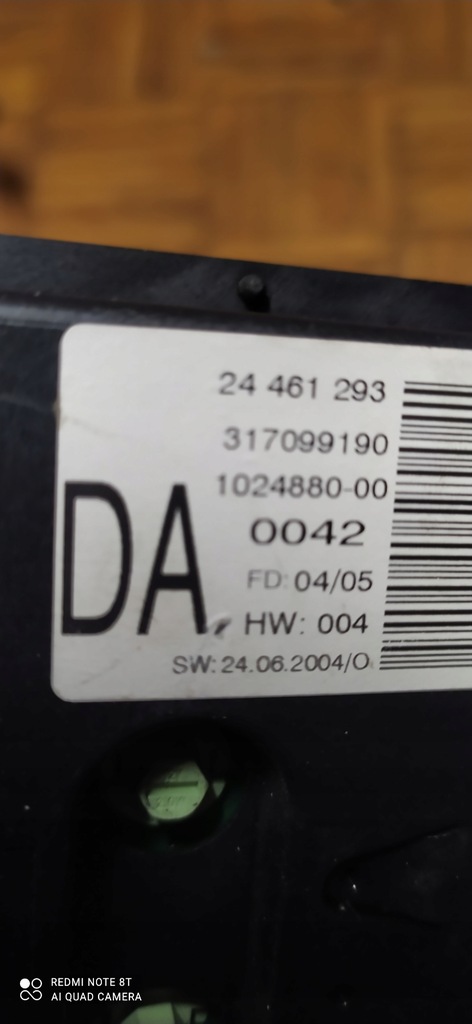 24 461 293
317099190
1024880-00
0042
DA
FD: 04/05
HW: 004
SW: 24.06.2004/O
REDMI NOTE 8T
AI QUAD CAMERA